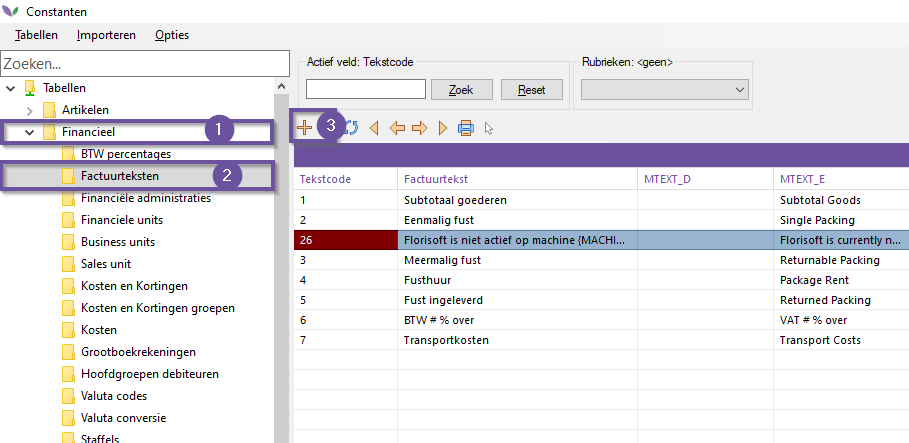 Constanten
Tabellen Importeren Opties
Zoeken...
Tabellen
Artikelen
Financieel 1
BTW percentages
Factuurteksten 2
Financiële administraties
Financiele units
Business units
Sales unit
Kosten en Kortingen
Kosten en Kortingen groepen
Kosten
Grootboekrekeningen
Hoofdgroepen debiteuren
Valuta codes
Valuta conversie
Staffels
Actief veld: Tekstcode
Zoek Reset
Rubrieken: <geen>
3
Tekstcode Factuurtekst MTEXT_D MTEXT_E
1 Subtotaal goederen Subtotal Goods
2 Eenmalig fust Single Packing
26 Florisoft is niet actief op machine {MACHI... Florisoft is currently n...
3 Meermalig fust Returnable Packing
4 Fusthuur Package Rent
5 Fust ingeleverd Returned Packing
6 BTW # % over VAT # % over
7 Transportkosten Transport Costs